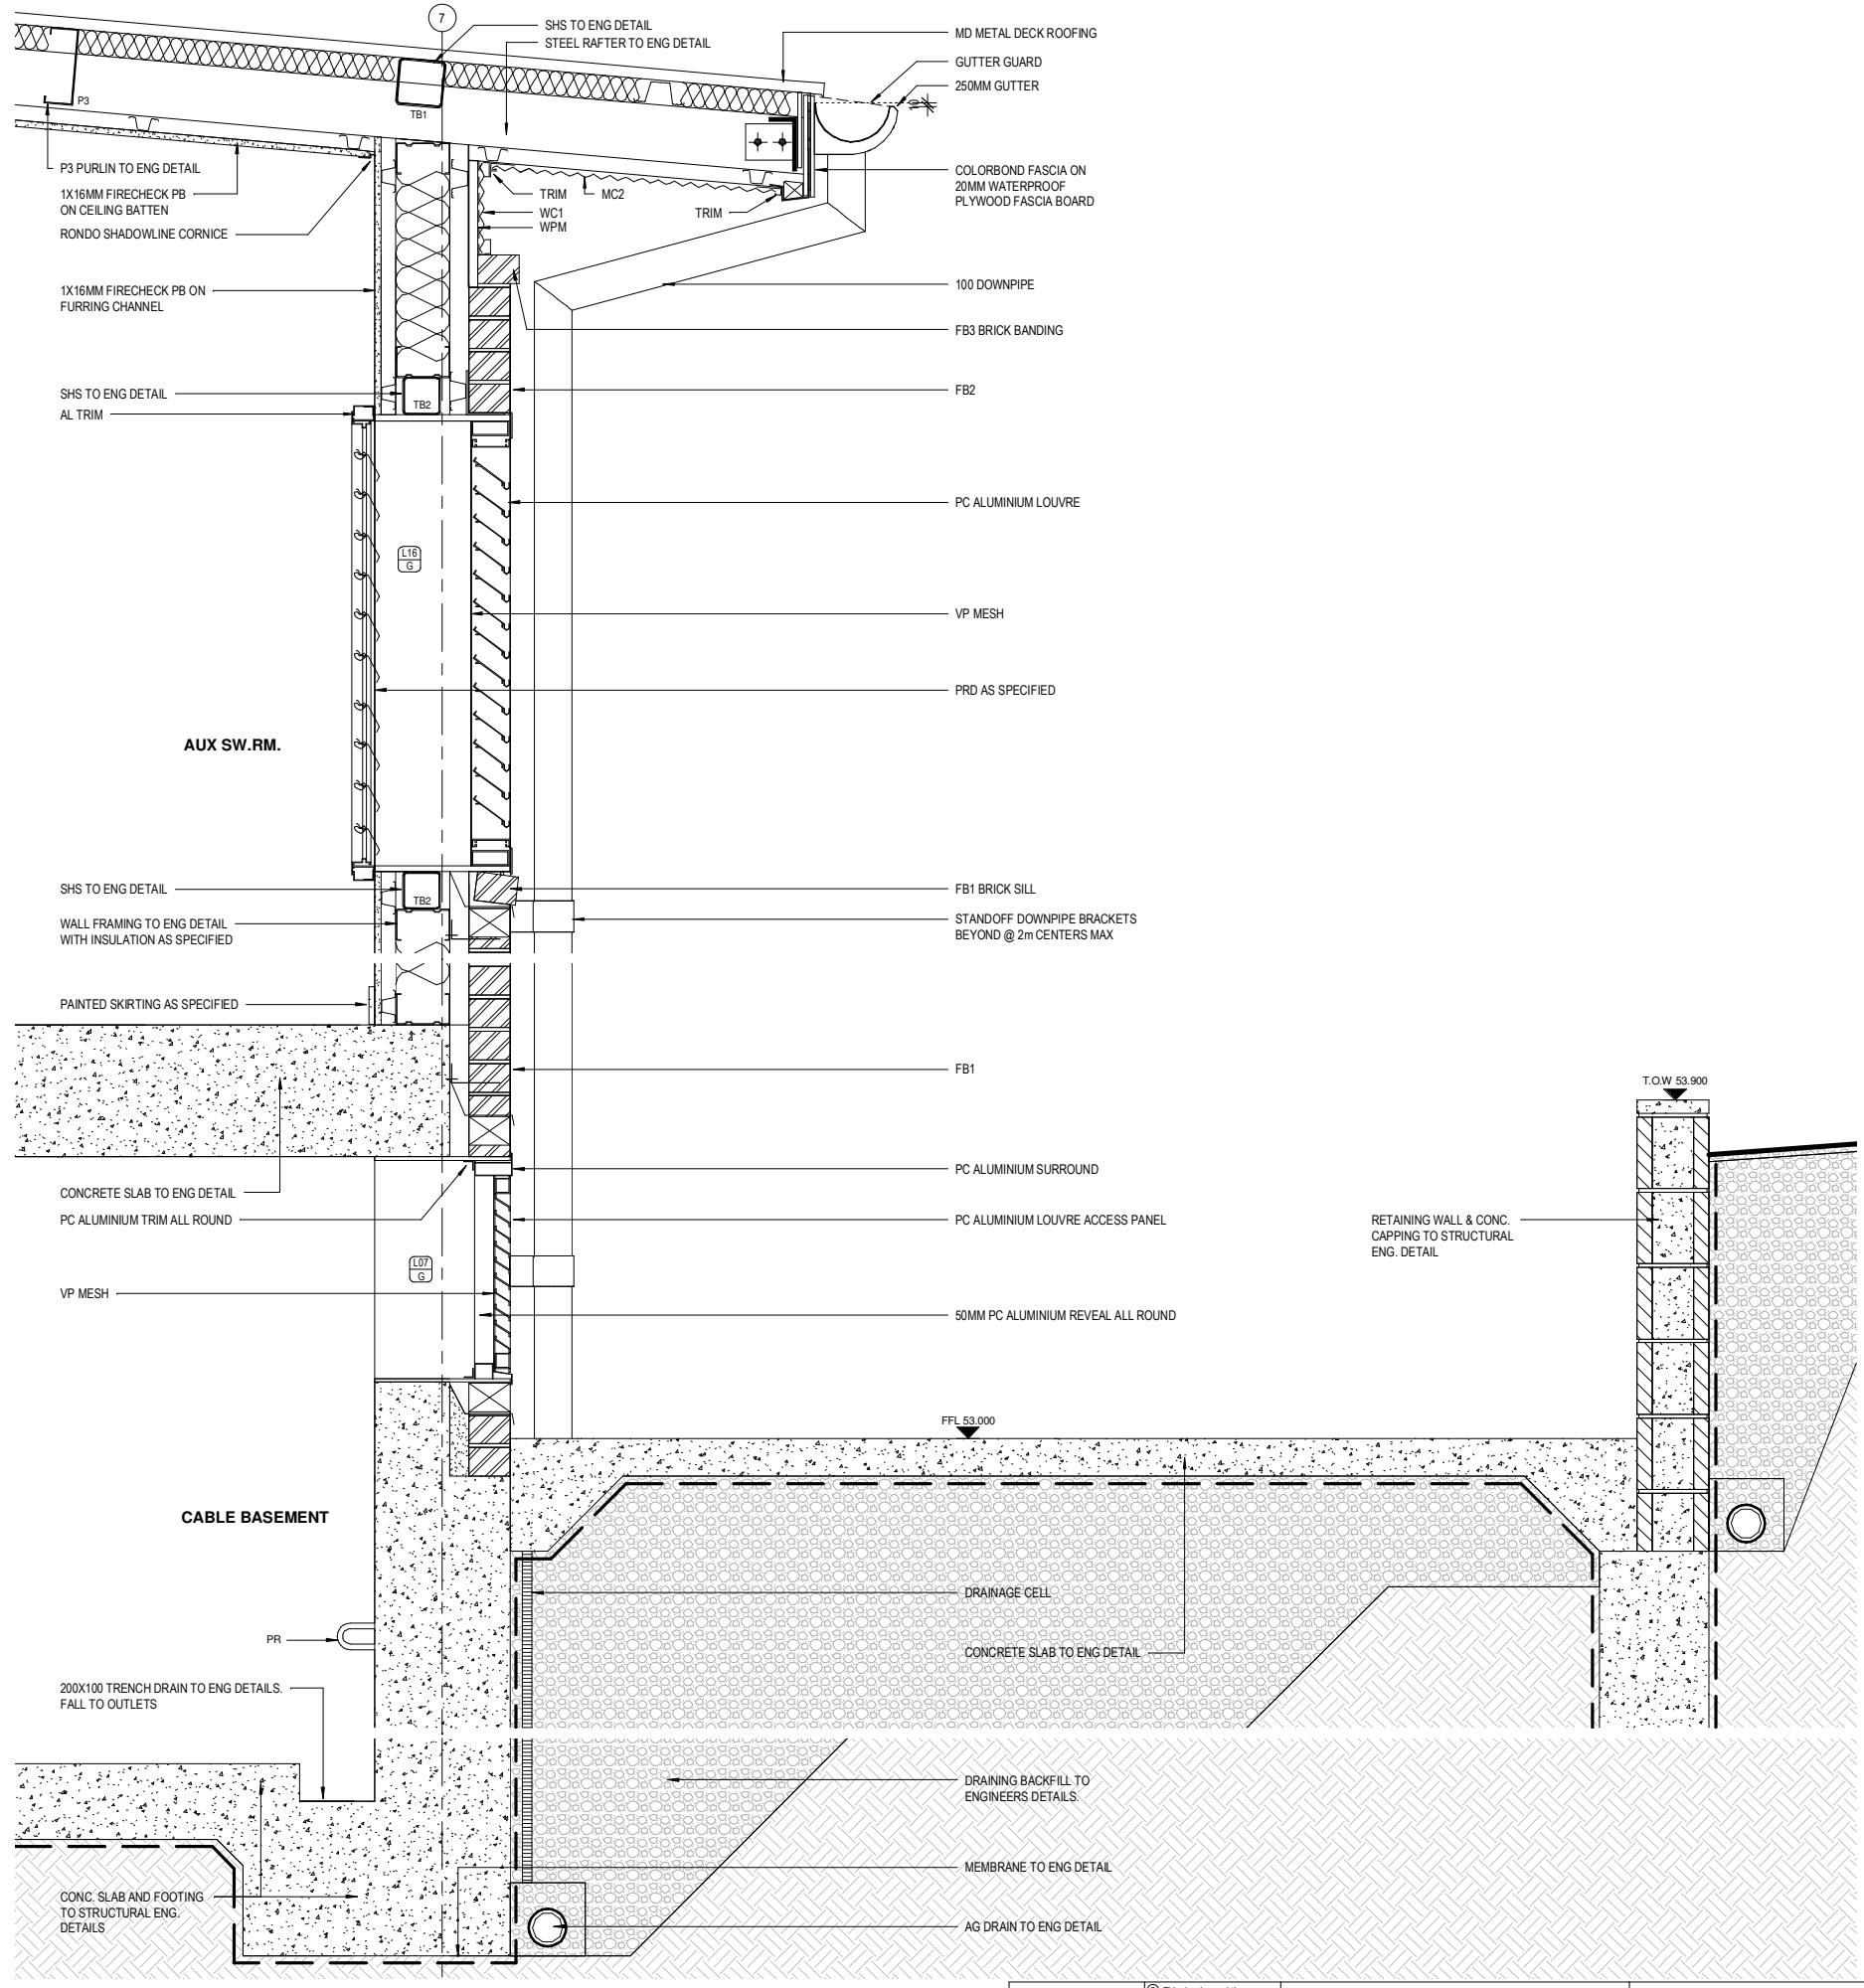 7
SHS TO ENG DETAIL
STEEL RAFTER TO ENG DETAIL
MD METAL DECK ROOFING
GUTTER GUARD
250MM GUTTER
10
P3
TB1
P3 PURLIN TO ENG DETAIL
1X16MM FIRECHECK PB
ON CEILING BATTEN
RONDO SHADOWLINE CORNICE
TRIM
MC2
WC1
WPM
TRIM
COLORBOND FASCIA ON
20MM WATERPROOF
PLYWOOD FASCIA BOARD
1X16MM FIRECHECK PB ON
FURRING CHANNEL
100 DOWNPIPE
FB3 BRICK BANDING
SHS TO ENG DETAIL
TB2
FB2
AL TRIM
PC ALUMINIUM LOUVRE
L16
G
VP MESH
PRD AS SPECIFIED
AUX SW.RM.
SHS TO ENG DETAIL
TB2
FB1 BRICK SILL
WALL FRAMING TO ENG DETAIL
WITH INSULATION AS SPECIFIED
STANDOFF DOWNPIPE BRACKETS
BEYOND @ 2m CENTERS MAX
PAINTED SKIRTING AS SPECIFIED
FB1
T.O.W 53.900
PC ALUMINIUM SURROUND
CONCRETE SLAB TO ENG DETAIL
PC ALUMINIUM TRIM ALL ROUND
PC ALUMINIUM LOUVRE ACCESS PANEL
RETAINING WALL & CONC.
CAPPING TO STRUCTURAL
ENG. DETAIL
L07
G
VP MESH
50MM PC ALUMINIUM REVEAL ALL ROUND
FFL 53.000
CABLE BASEMENT
DRAINAGE CELL
PR
CONCRETE SLAB TO ENG DETAIL
200X100 TRENCH DRAIN TO ENG DETAILS.
FALL TO OUTLETS
DRAINING BACKFILL TO
ENGINEERS DETAILS.
MEMBRANE TO ENG DETAIL
CONC. SLAB AND FOOTING
TO STRUCTURAL ENG.
DETAILS
AG DRAIN TO ENG DETAIL